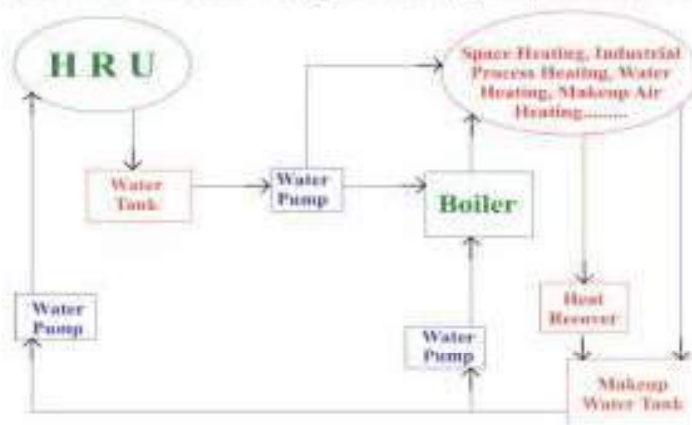 H R U
Space Heating, Industrial
Process Heating, Water
Heating, Makeup Air
Heating.........
Water
Tank
Water
Pump
Boiler
Water
Pump
Water
Pump
Heat
Recover
Makeup
Water Tank